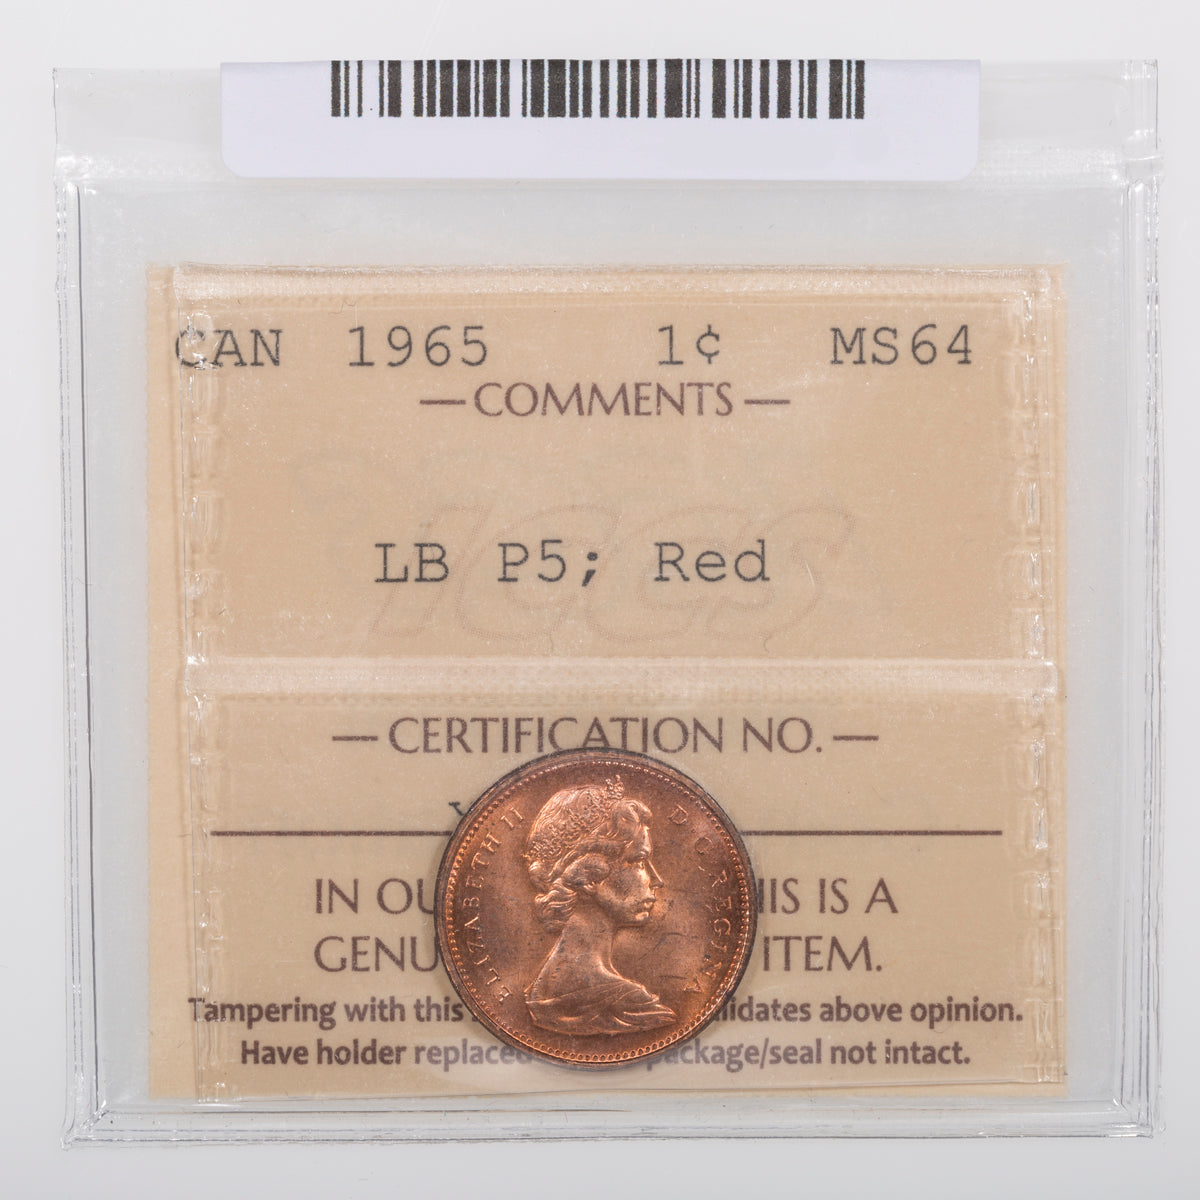 CAN 1965 1¢ MS64
— COMMENTS —
ICCS
LB P5; Red
— CERTIFICATION NO. —
IN OU HIS IS A
GENU ITEM.
Tampering with this lidates above opinion.
Have holder replaced package/seal not intact.
ELIZABETH II D·G·REGINA